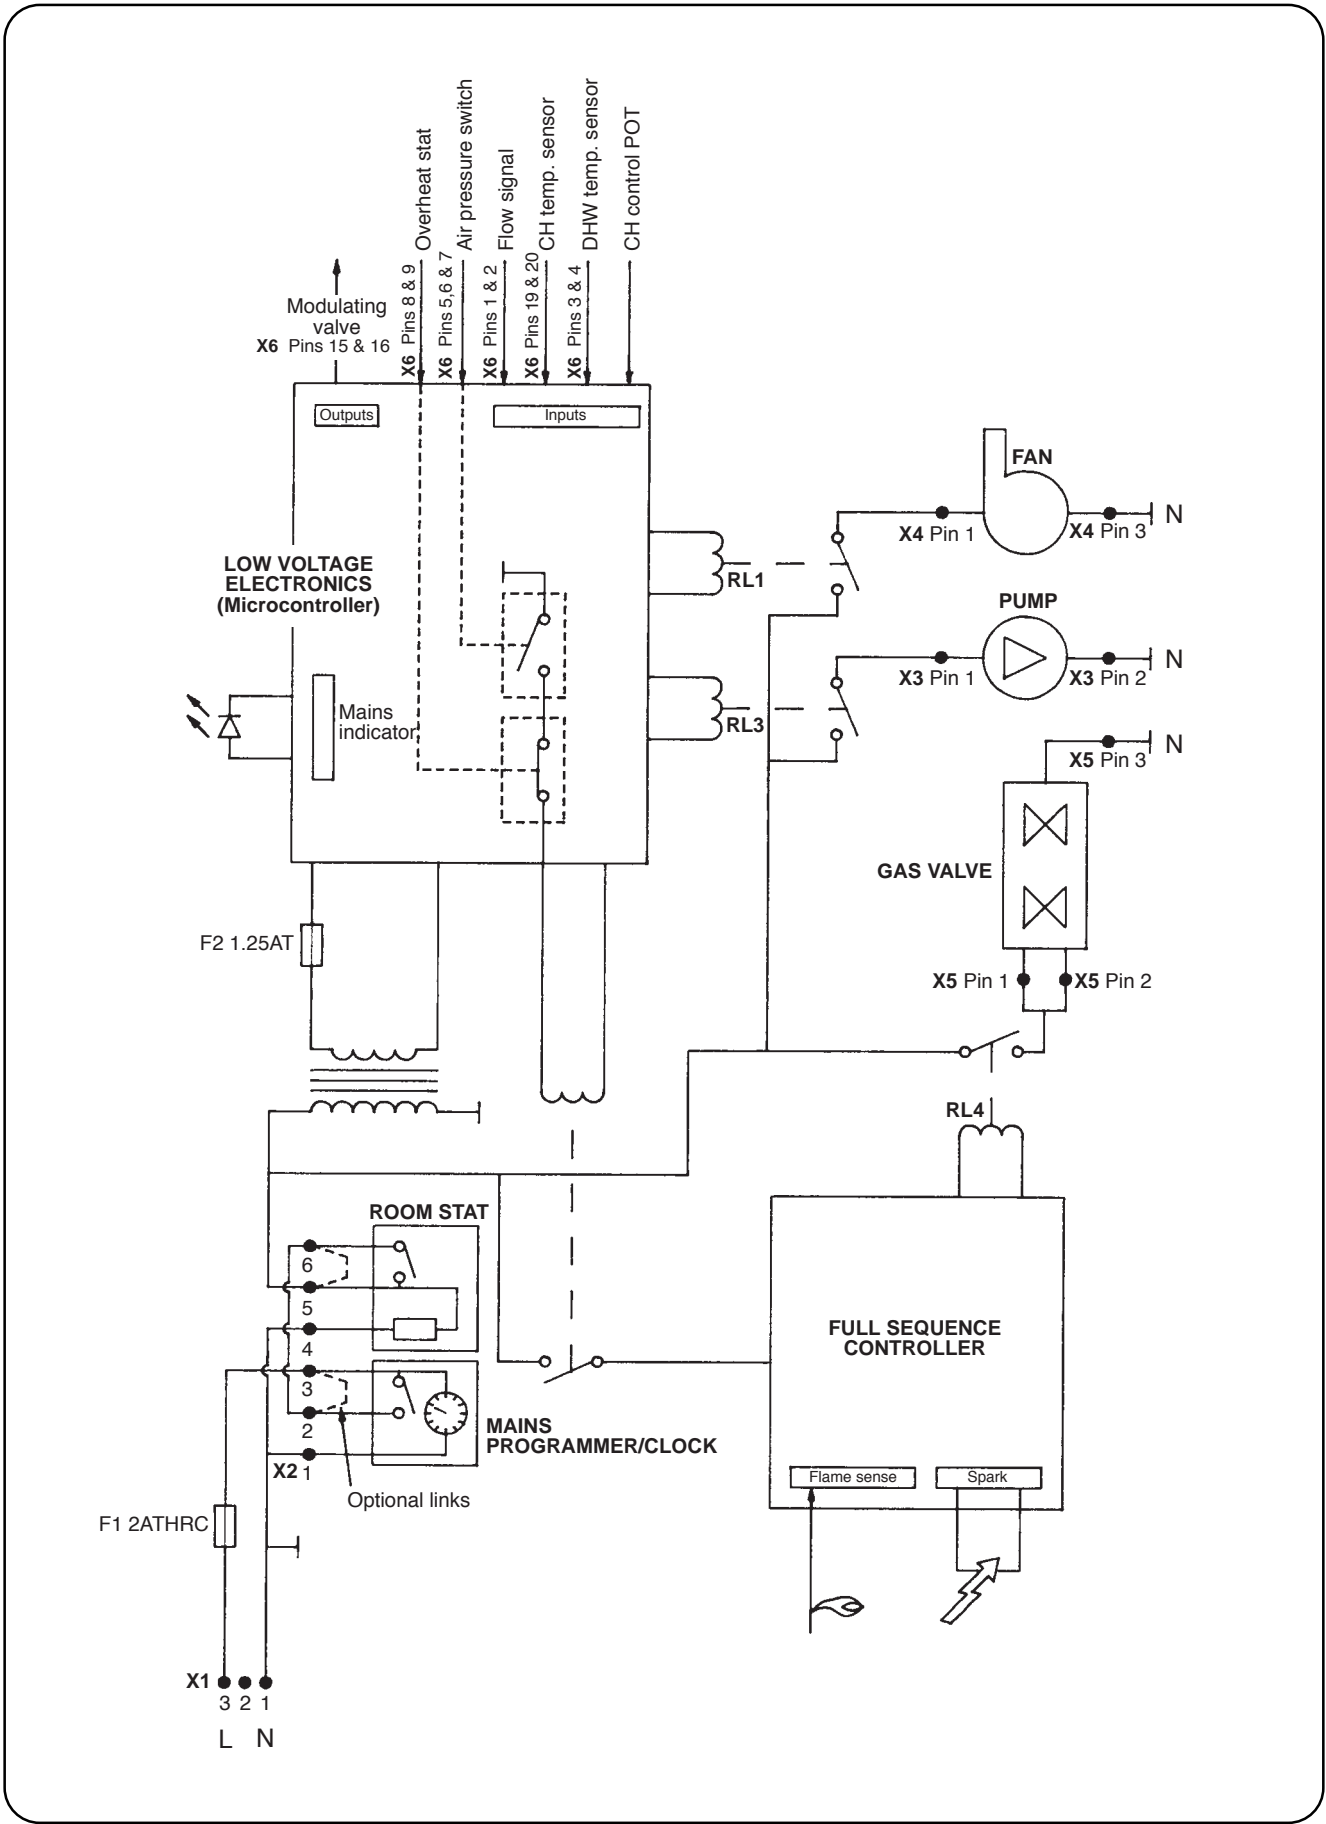 Overheat stat
Air pressure switch
Flow signal
CH temp. sensor
DHW temp. sensor
CH control POT
Modulating
valve
X6 Pins 15 & 16
X6 Pins 8 & 9
X6 Pins 5,6 & 7
X6 Pins 1 & 2
X6 Pins 19 & 20
X6 Pins 3 & 4
Outputs
Inputs
FAN
X4 Pin 1
X4 Pin 3
N
LOW VOLTAGE
ELECTRONICS
(Microcontroller)
RL1
PUMP
X3 Pin 1
X3 Pin 2
N
Mains
indicator
RL3
N
X5 Pin 3
GAS VALVE
F2 1.25AT
X5 Pin 1
X5 Pin 2
RL4
ROOM STAT
6
5
4
3
2
X2 1
FULL SEQUENCE
CONTROLLER
MAINS
PROGRAMMER/CLOCK
Flame sense
Spark
Optional links
F1 2ATHRC
X1
3 2 1
L N